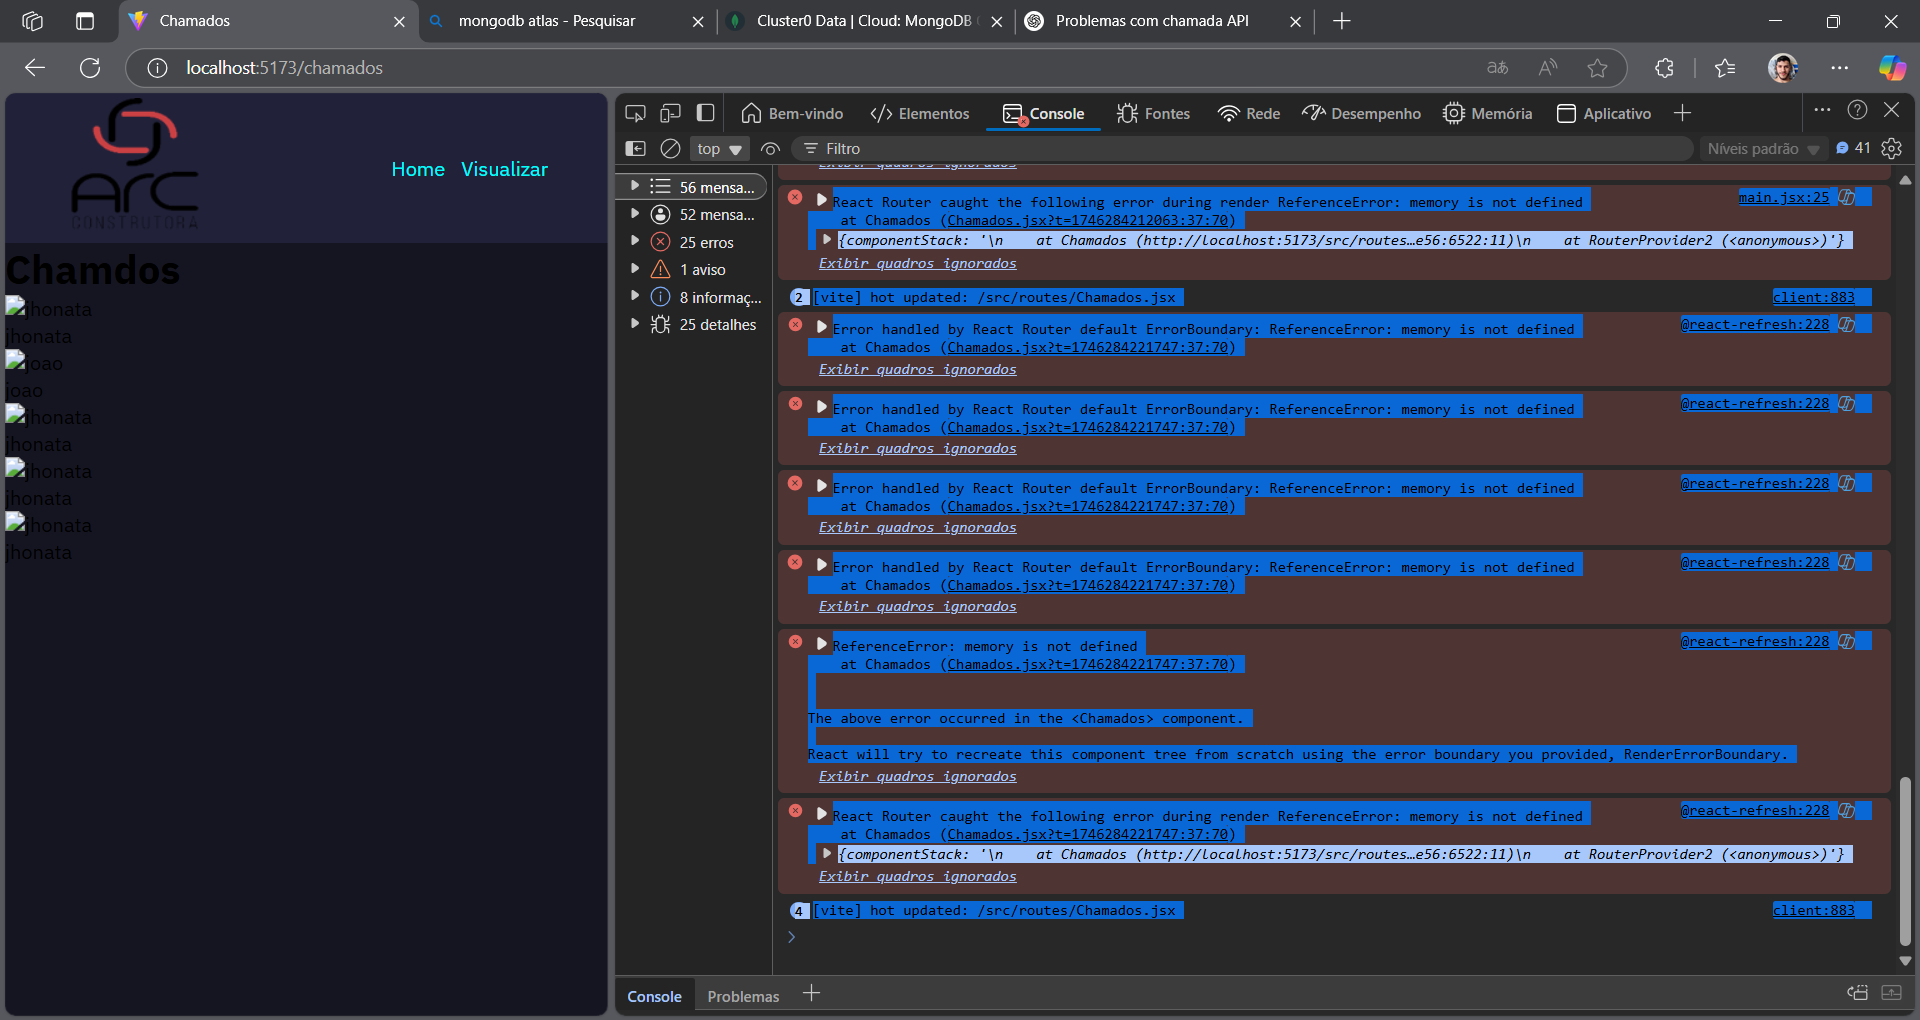 Chamados
mongodb atlas - Pesquisar
Cluster0 Data | Cloud: MongoDB
Problemas com chamada API
localhost:5173/chamados
ARC
CONSTRUTORA
Home Visualizar
Chamdos
jhonata
jhonata
joao
joao
jhonata
jhonata
jhonata
jhonata
jhonata
jhonata
Bem-vindo
Elementos
Console
Fontes
Rede
Desempenho
Memória
Aplicativo
top
Filtro
Níveis padrão
41
56 mensa...
52 mensa...
25 erros
1 aviso
8 informaç...
25 detalhes
Exibir quadros ignorados
React Router caught the following error during render ReferenceError: memory is not defined main.jsx:25
at Chamados (Chamados.jsx?t=1746284212063:37:70)
{componentStack: '\n    at Chamados (http://localhost:5173/src/routes…e56:6522:11)\n    at RouterProvider2 (<anonymous>)'}
Exibir quadros ignorados
2 [vite] hot updated: /src/routes/Chamados.jsx client:883
Error handled by React Router default ErrorBoundary: ReferenceError: memory is not defined @react-refresh:228
at Chamados (Chamados.jsx?t=1746284221747:37:70)
Exibir quadros ignorados
Error handled by React Router default ErrorBoundary: ReferenceError: memory is not defined @react-refresh:228
at Chamados (Chamados.jsx?t=1746284221747:37:70)
Exibir quadros ignorados
Error handled by React Router default ErrorBoundary: ReferenceError: memory is not defined @react-refresh:228
at Chamados (Chamados.jsx?t=1746284221747:37:70)
Exibir quadros ignorados
Error handled by React Router default ErrorBoundary: ReferenceError: memory is not defined @react-refresh:228
at Chamados (Chamados.jsx?t=1746284221747:37:70)
Exibir quadros ignorados
ReferenceError: memory is not defined @react-refresh:228
at Chamados (Chamados.jsx?t=1746284221747:37:70)
The above error occurred in the <Chamados> component.
React will try to recreate this component tree from scratch using the error boundary you provided, RenderErrorBoundary.
Exibir quadros ignorados
React Router caught the following error during render ReferenceError: memory is not defined @react-refresh:228
at Chamados (Chamados.jsx?t=1746284221747:37:70)
{componentStack: '\n    at Chamados (http://localhost:5173/src/routes…e56:6522:11)\n    at RouterProvider2 (<anonymous>)'}
Exibir quadros ignorados
4 [vite] hot updated: /src/routes/Chamados.jsx client:883
Console
Problemas